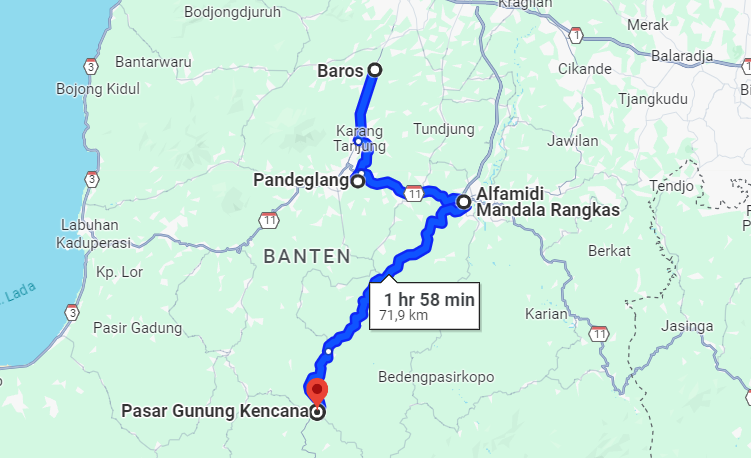 Bodjongdjuruh
Kragilan
Merak
3
1
Balaradja
Bantarwaru
Baros
Cikande
Bojong Kidul
Tjangkudu
Karang
Tanjung
Tundjung
Jawilan
3
Pandeglang
11
Alfamidi
Mandala Rangkas
Tendjo
11
Labuhan
Kaduperasi
BANTEN
Berkat
Kp. Lor
Lada
1 hr 58 min
71,9 km
3
Karian
Pasir Gadung
11
Jasinga
Bedengpasirkopo
Pasar Gunung Kencana